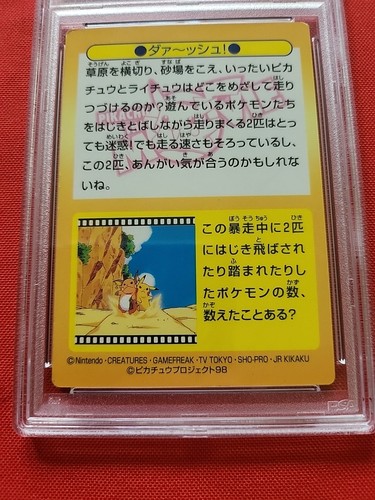 ●ダァ〜ッシュ!●
草原を横切り、砂場をこえ、いったいピカ
チュウとライチュウはどこをめざして走り
つづけるのか?遊んでいるポケモンたち
をはじきとばしながら走りまくる2匹はとっ
ても迷惑!でも走る速さもそろっているし、
この2匹、あんがい気が合うのかもしれな
いね。
この暴走中に2匹
にはじき飛ばされ
たり踏まれたりし
たポケモンの数、
数えたことある?
©Nintendo・CREATURES・GAMEFREAK・TV TOKYO・SHO-PRO・JR KIKAKU
©ピカチュウプロジェクト98